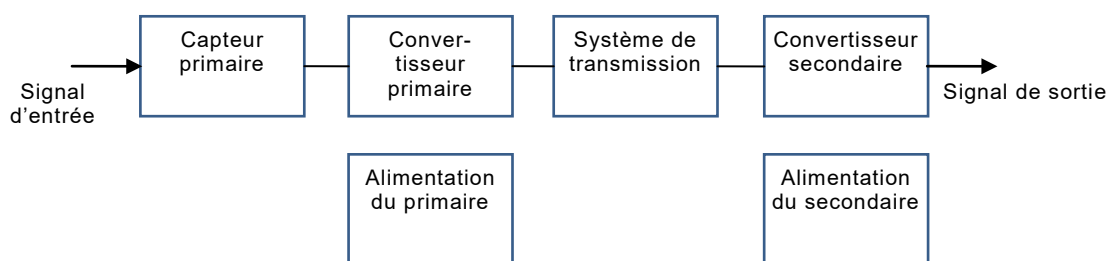 Capteur
primaire
Conver-
tisseur
primaire
Système de
transmission
Convertisseur
secondaire
Signal
d'entrée
Signal de sortie
Alimentation
du primaire
Alimentation
du secondaire